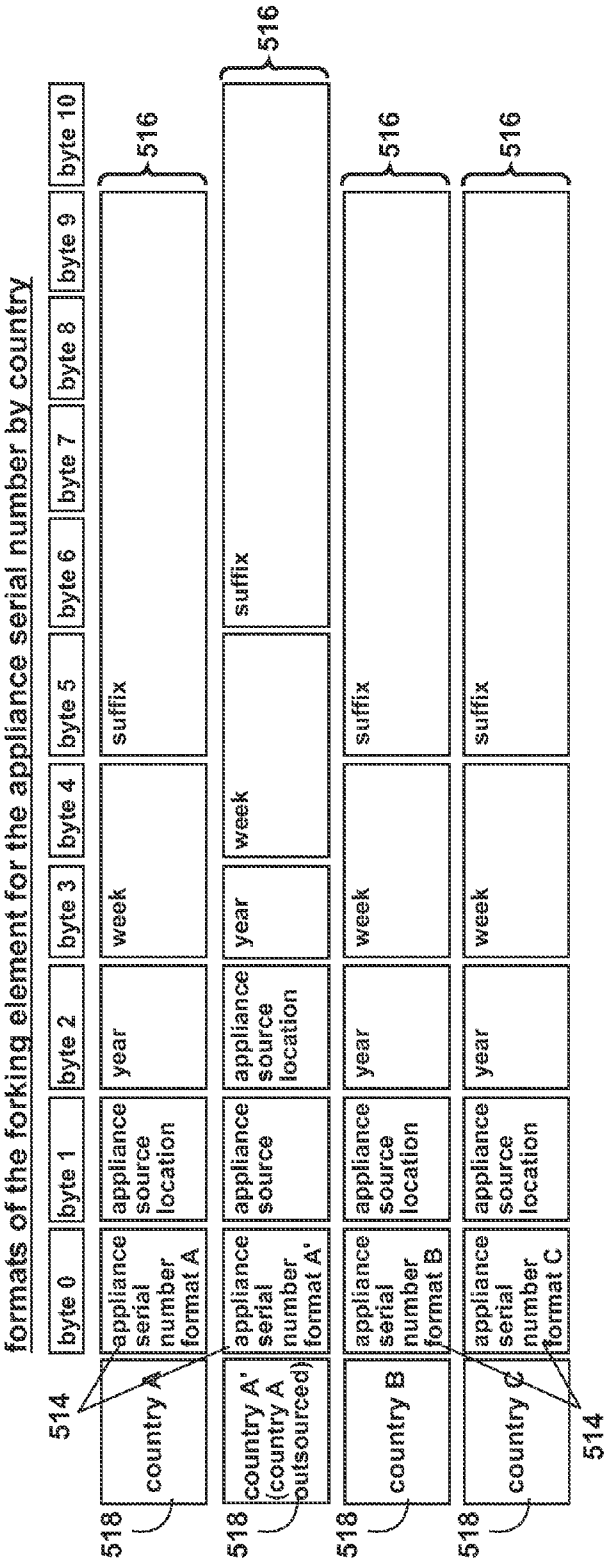 formats of the forking element for the appliance serial number by country
byte 0
byte 1
byte 2
byte 3
byte 4
byte 5
byte 6
byte 7
byte 8
byte 9
byte 10
514
518
country A
appliance
serial
number
format A
appliance
source
location
year
week
suffix
516
518
country A'
(country A
outsourced)
appliance
serial
number
format A'
appliance
source
appliance
source
location
year
week
suffix
516
518
country B
appliance
serial
number
format B
appliance
source
location
year
week
suffix
516
518
country C
appliance
serial
number
format C
appliance
source
location
year
week
suffix
516
514